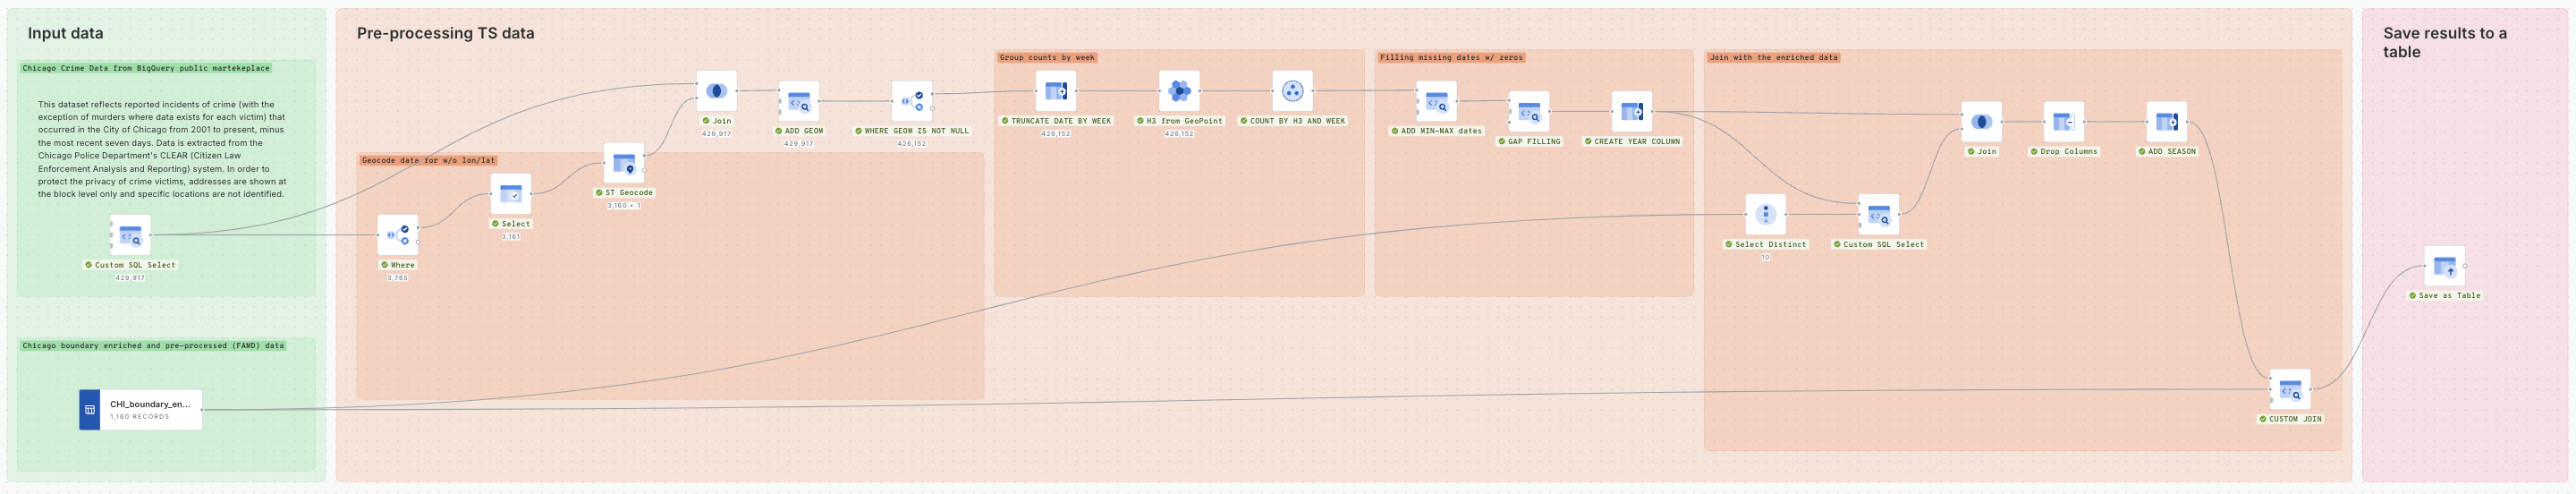 Input data
Chicago Crime Data from BigQuery public martekeplace
This dataset reflects reported incidents of crime (with the
exception of murders where data exists for each victim) that
occurred in the City of Chicago from 2001 to present, minus
the most recent seven days. Data is extracted from the
Chicago Police Department's CLEAR (Citizen Law
Enforcement Analysis and Reporting) system. In order to
protect the privacy of crime victims, addresses are shown at
the block level only and specific locations are not identified.
Custom SQL Select
429,917
Chicago boundary enriched and pre-processed (FAMD) data
CHI_boundary_en...
1,160 RECORDS
Pre-processing TS data
Geocode data for w/o lon/lat
Where
3,765
Select
3,161
ST Geocode
3,160 • 1
Join
429,917
ADD GEOM
429,917
WHERE GEOM IS NOT NULL
426,152
Group counts by week
TRUNCATE DATE BY WEEK
426,152
H3 from GeoPoint
426,152
COUNT BY H3 AND WEEK
Filling missing dates w/ zeros
ADD MIN-MAX dates
GAP FILLING
CREATE YEAR COLUMN
Join with the enriched data
Select Distinct
10
Custom SQL Select
Join
Drop Columns
ADD SEASON
CUSTOM JOIN
Save results to a
table
Save as Table